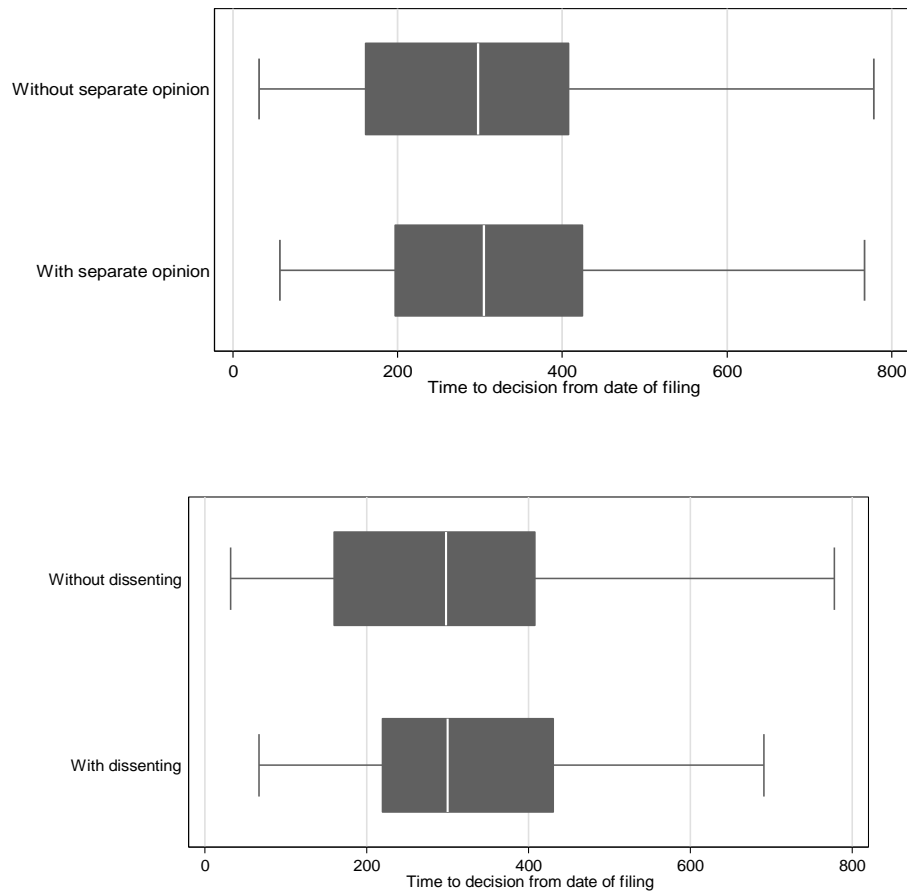 Without separate opinion
With separate opinion
0 200 400 600 800
Time to decision from date of filing
Without dissenting
With dissenting
0 200 400 600 800
Time to decision from date of filing